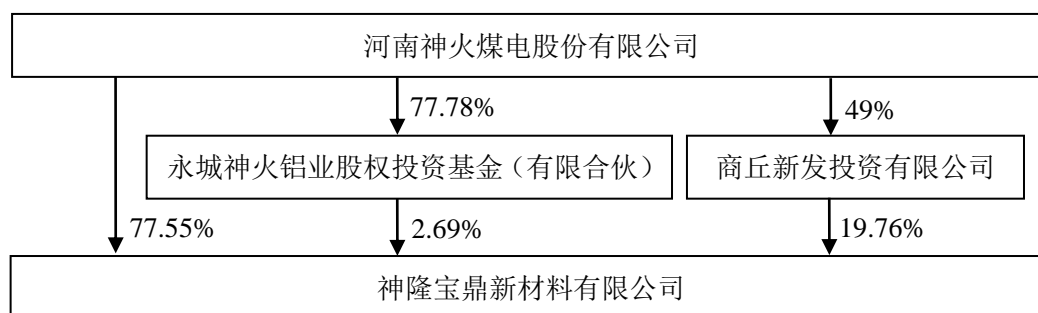 河南神火煤电股份有限公司
77.78%
49%
永城神火铝业股权投资基金（有限合伙）
商丘新发投资有限公司
77.55%
2.69%
19.76%
神隆宝鼎新材料有限公司